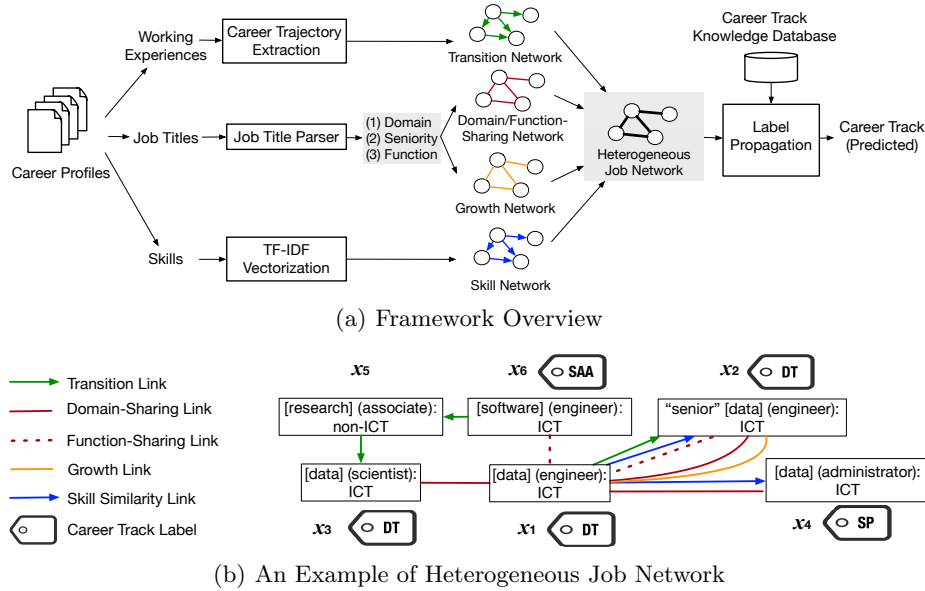 Career Profiles
Working
Experiences
Job Titles
Skills
Career Trajectory
Extraction
Job Title Parser
TF-IDF
Vectorization
(1) Domain
(2) Seniority
(3) Function
Transition Network
Domain/Function-
Sharing Network
Growth Network
Skill Network
Heterogeneous
Job Network
Career Track
Knowledge Database
Label
Propagation
Career Track
(Predicted)
(a) Framework Overview
Transition Link
Domain-Sharing Link
Function-Sharing Link
Growth Link
Skill Similarity Link
Career Track Label
x5
x6
SAA
x2
DT
[research] (associate):
non-ICT
[software] (engineer):
ICT
“senior” [data] (engineer):
ICT
[data] (scientist):
ICT
[data] (engineer):
ICT
[data] (administrator):
ICT
x3
DT
x1
DT
x4
SP
(b) An Example of Heterogeneous Job Network